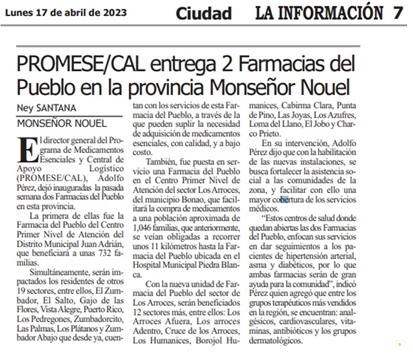 Lunes 17 de abril de 2023
Ciudad
LA INFORMACIÓN 7
PROMESE/CAL entrega 2 Farmacias del
Pueblo en la provincia Monseñor Nouel
Ney SANTANA
MONSEÑOR NOUEL
El director general del Pro-
grama de Medicamentos
Esenciales y Central de
Apoyo Logístico
(PROMESE/CAL), Adolfo
Pérez, dejó inauguradas la pasada
semana dos Farmacias del Pueblo
en esta provincia.
La primera de ellas fue la
Farmacia del Pueblo del Centro
Primer Nivel de Atención del
Distrito Municipal Juan Adrián,
que beneficiará a unas 732
familias.
Simultáneamente, serán im-
pactados los residentes de otros
19 sectores, entre ellos, El Zum-
bador, El Salto, Gajo de las
Flores, Vista Alegre, Puerto Rico,
Los Pedregones, Zumbadorcito,
Las Palmas, Los Plátanos y Zum-
bador Abajo que desde ya, cuen-
tan con los servicios de esta Far-
macia del Pueblo, a través de la
que pueden suplir la necesidad
de adquisición de medicamentos
esenciales, con calidad, y a bajo
costo.
También, fue puesta en servi-
cio una Farmacia del Pueblo en
el Centro Primer Nivel de Aten-
ción del sector Los Arroces,
del municipio Bonao, que faci-
litará la compra de medicamentos
a una población aproximada de
1,046 familias, que anteriormente,
se veían obligadas a recorrer
unos 11 kilómetros hasta la Far-
macia del Pueblo ubicada en el
Hospital Municipal Piedra Blan-
ca.
Con la nueva unidad de Far-
macia del Pueblo del sector de
Los Arroces, serán beneficiados
12 sectores más, entre ellos: Los
Arroces Afuera, Los arroces
Adentro, Cruce de los Arroces,
Los Humanices, Borojol Hu-
manices, Cabirma Clara, Punta
de Pino, Las Joyas, Los Azufres,
Loma del Llano, El Jobo y Char-
co Prieto.
En su intervención, Adolfo
Pérez dijo que con la habilitación
de las nuevas instalaciones, se
busca fortalecer la asistencia so-
cial a las comunidades de la
zona, y facilitar con ello una
mayor cobertura de los servicios
médicos.
“Estos centros de salud donde
quedan abiertas las dos Farmacias
del Pueblo, enfocan sus servicios
en dar seguimientos a los pa-
cientes de hipertensión arterial,
asma y diabéticos, por lo que
ambas farmacias serán de gran
ayuda para la comunidad”, indicó
Pérez quien agregó que entre los
grupos terapéuticos más vendidos
en la región, se encuentran: anal-
gésicos, cardiovasculares, vita-
minas, antibióticos y los grupos
dermatológicos.